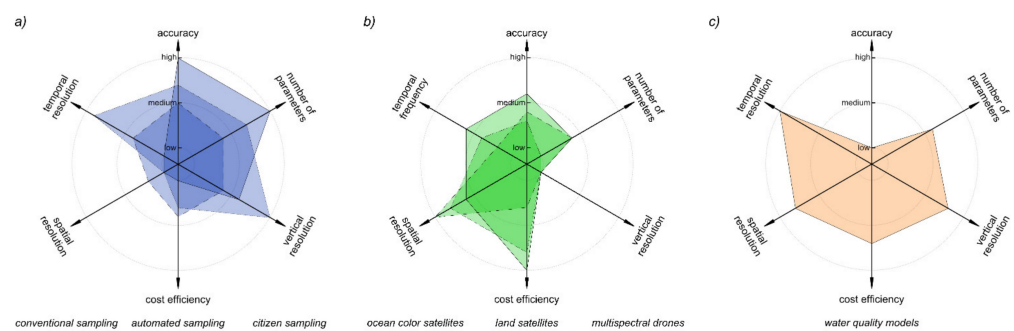 a)
accuracy
high
medium
low
temporal
resolution
number of
parameters
spatial
resolution
vertical
resolution
cost efficiency
conventional sampling
automated sampling
citizen sampling
b)
accuracy
high
medium
low
temporal
frequency
number of
parameters
spatial
resolution
vertical
resolution
cost efficiency
ocean color satellites
land satellites
multispectral drones
c)
accuracy
high
medium
low
temporal
resolution
number of
parameters
spatial
resolution
vertical
resolution
cost efficiency
water quality models